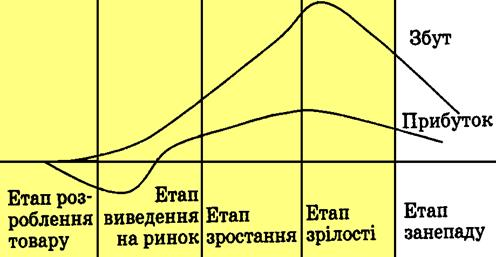 Збут
Прибуток
Етап роз-
роблення
товару
Етап
виведення
на ринок
Етап
зростання
Етап
зрілості
Етап
занепаду